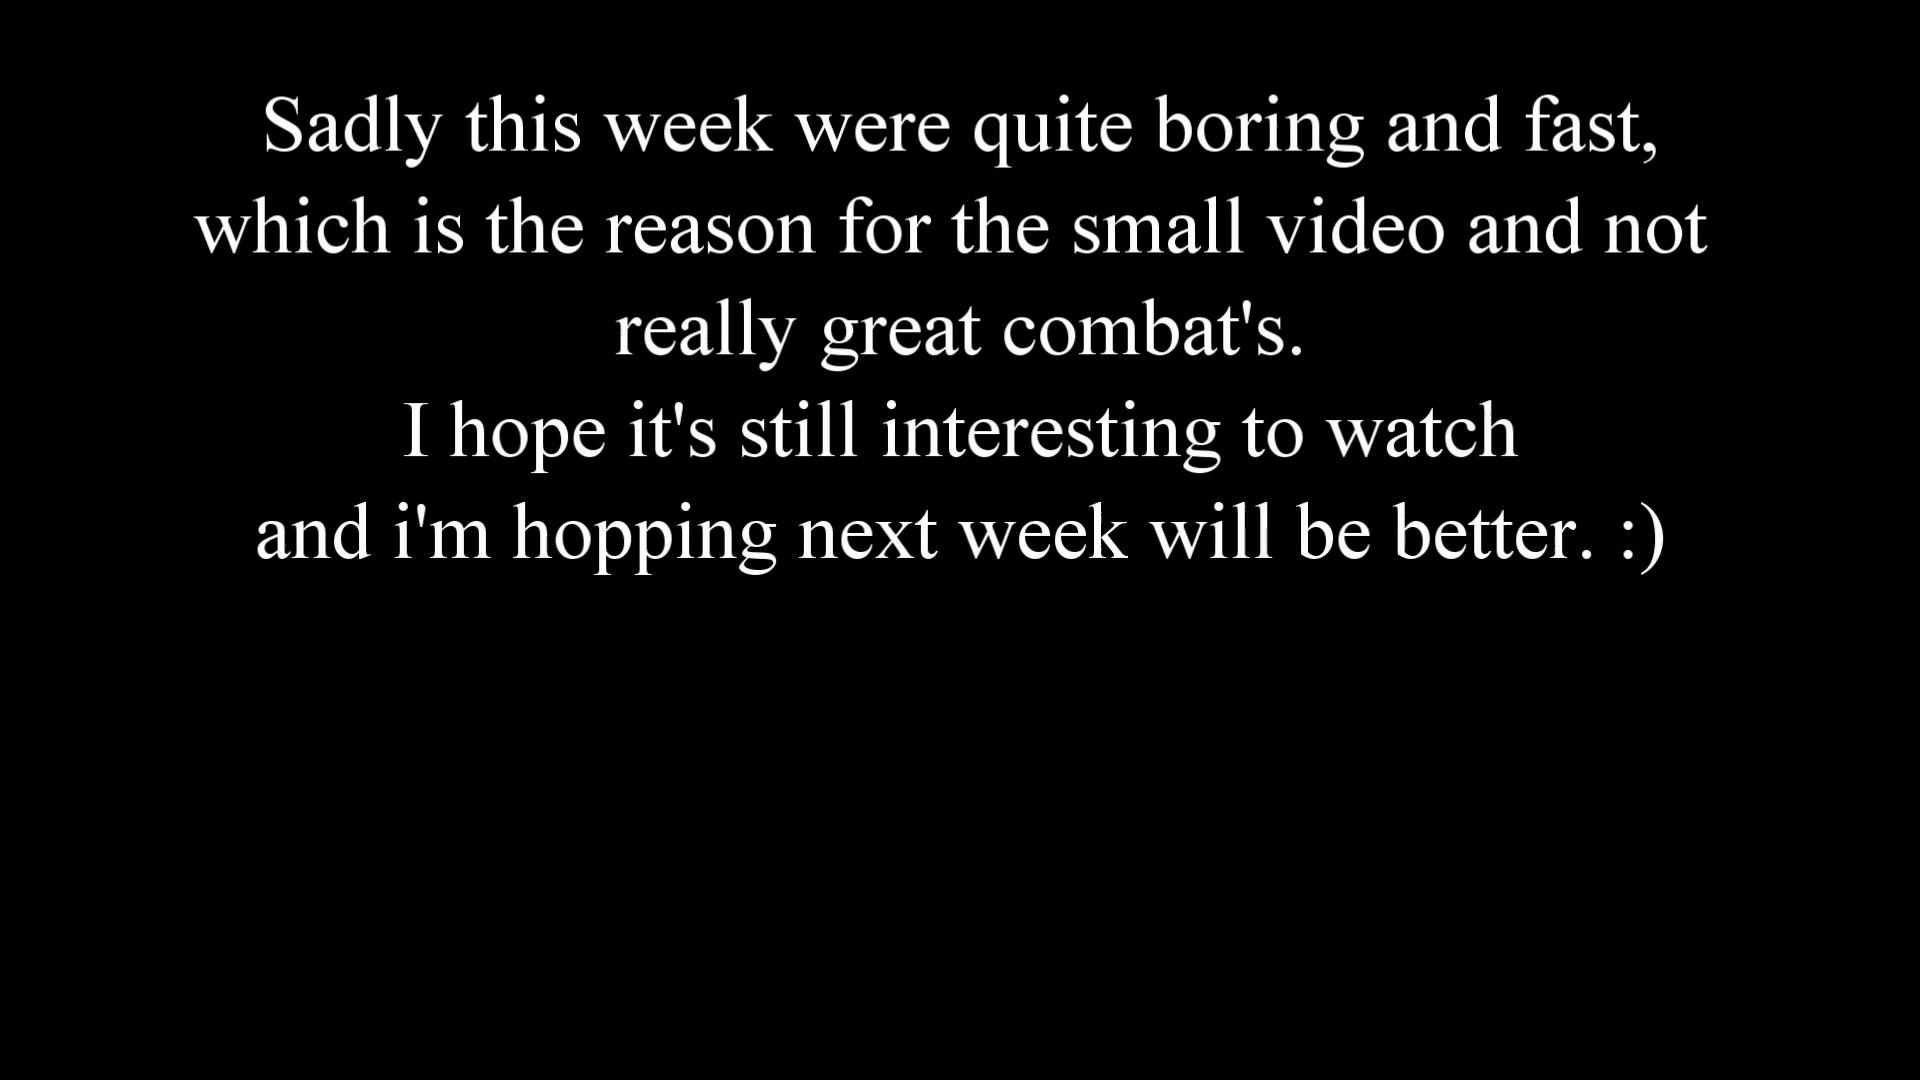 Sadly this week were quite boring and fast,
which is the reason for the small video and not
really great combat's.
I hope it's still interesting to watch
and i'm hopping next week will be better. :)